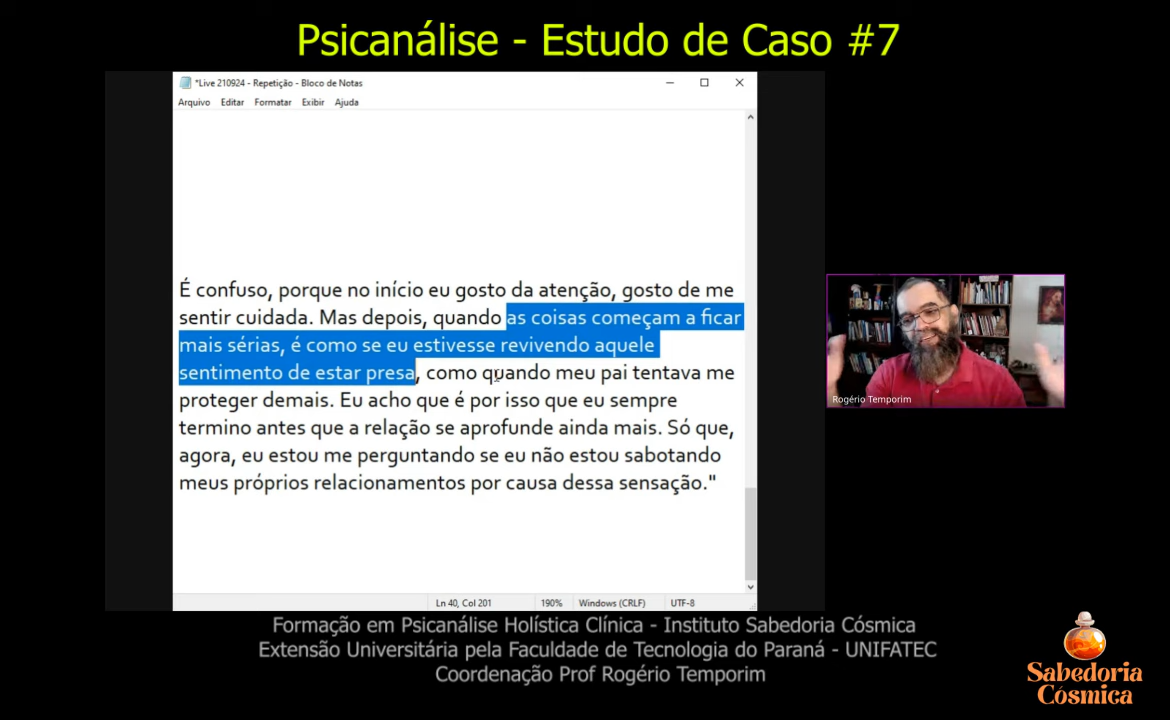 Psicanálise - Estudo de Caso #7
*Live 210924 - Repetição - Bloco de Notas
Arquivo Editar Formatar Exibir Ajuda
É confuso, porque no início eu gosto da atenção, gosto de me
sentir cuidada. Mas depois, quando as coisas começam a ficar
mais sérias, é como se eu estivesse revivendo aquele
sentimento de estar presa, como quando meu pai tentava me
proteger demais. Eu acho que é por isso que eu sempre
termino antes que a relação se aprofunde ainda mais. Só que,
agora, eu estou me perguntando se eu não estou sabotando
meus próprios relacionamentos por causa dessa sensação."
Ln 40, Col 201 190% Windows (CRLF) UTF-8
Rogério Temporim
Formação em Psicanálise Holística Clínica - Instituto Sabedoria Cósmica
Extensão Universitária pela Faculdade de Tecnologia do Paraná - UNIFATEC
Coordenação Prof Rogério Temporim
Sabedoria
Cósmica